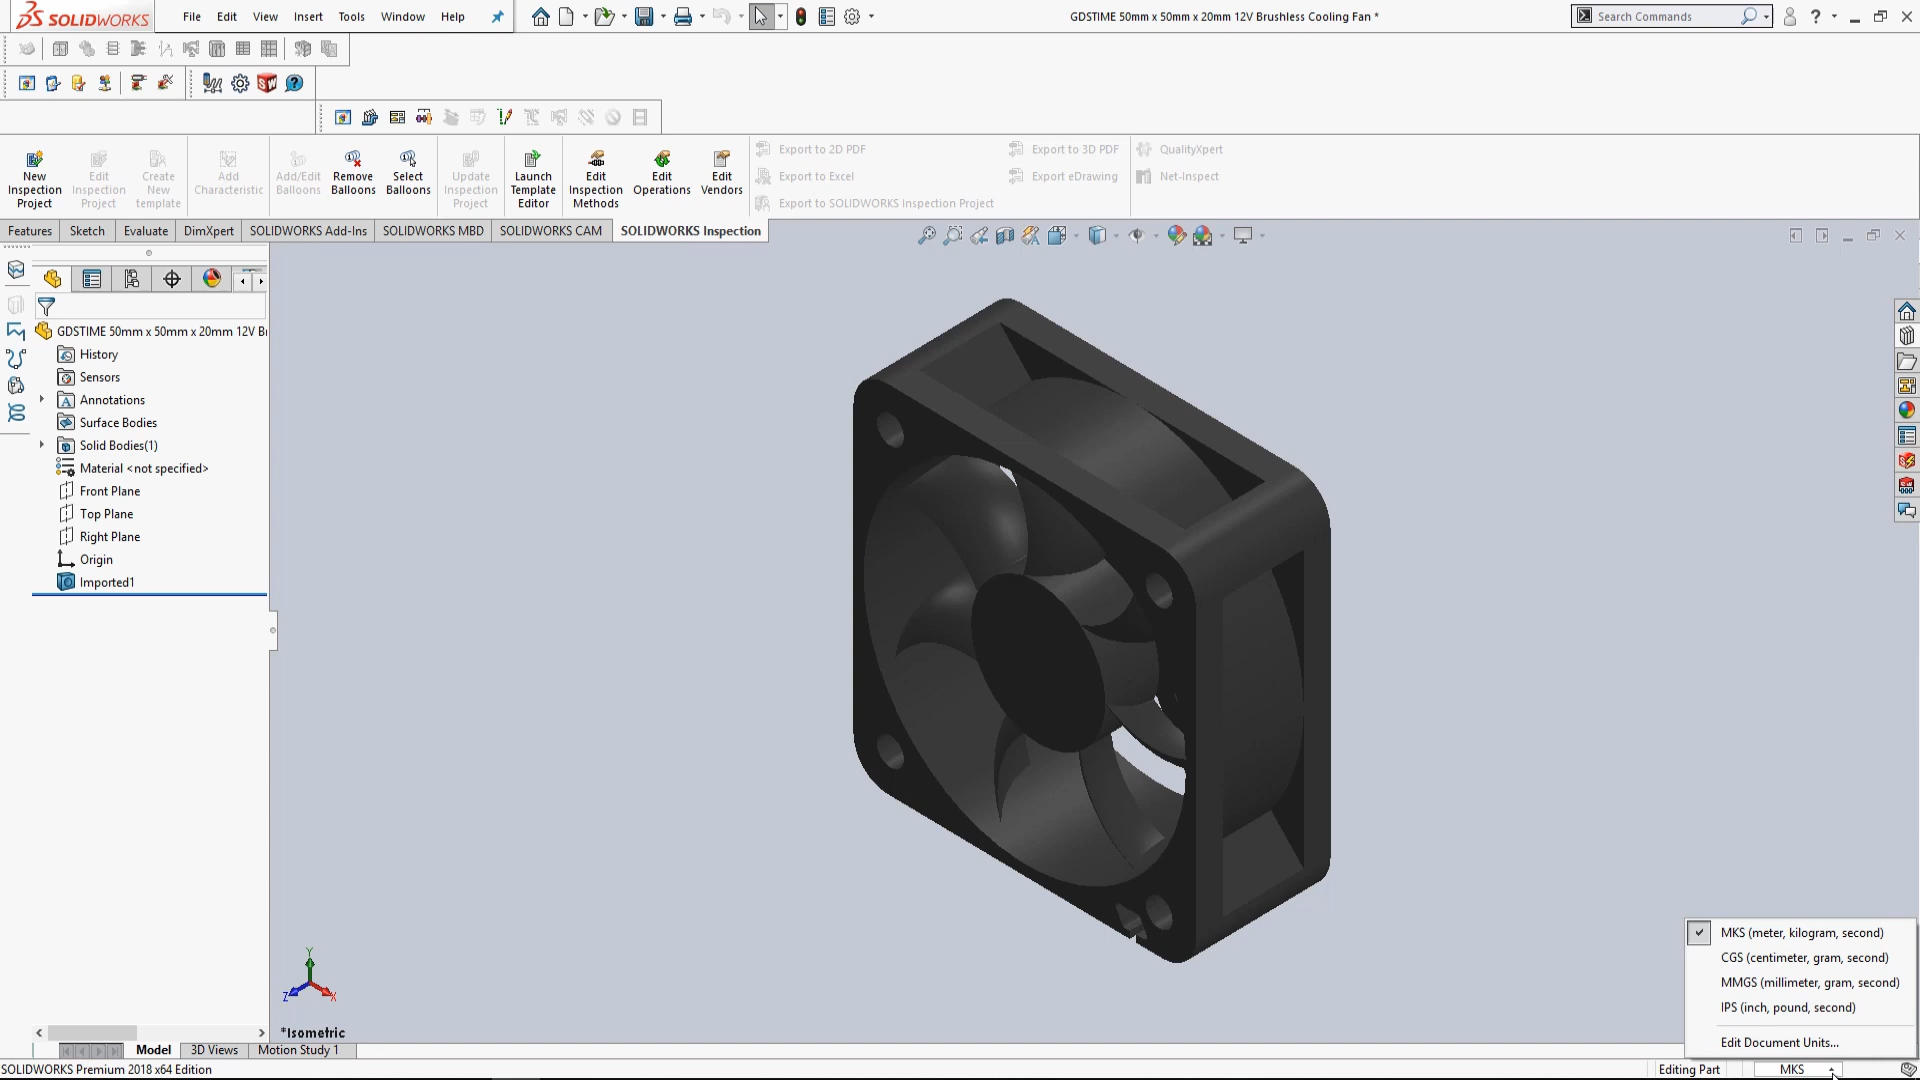 SOLIDWORKS File Edit View Insert Tools Window Help GDSTIME 50mm x 50mm x 20mm 12V Brushless Cooling Fan * Search Commands ?
New Inspection Project
Edit Inspection Project
Create New template
Add Characteristic
Add/Edit Balloons
Remove Balloons
Select Balloons
Update Inspection Project
Launch Template Editor
Edit Inspection Methods
Edit Operations
Edit Vendors
Export to 2D PDF
Export to Excel
Export to SOLIDWORKS Inspection Project
Export to 3D PDF
Export eDrawing
QualityXpert
Net-Inspect
Features Sketch Evaluate DimXpert SOLIDWORKS Add-Ins SOLIDWORKS MBD SOLIDWORKS CAM SOLIDWORKS Inspection
GDSTIME 50mm x 50mm x 20mm 12V B
History
Sensors
Annotations
Surface Bodies
Solid Bodies(1)
Material <not specified>
Front Plane
Top Plane
Right Plane
Origin
Imported1
Y
Z
X
*Isometric
MKS (meter, kilogram, second)
CGS (centimeter, gram, second)
MMGS (millimeter, gram, second)
IPS (inch, pound, second)
Edit Document Units...
Model 3D Views Motion Study 1
SOLIDWORKS Premium 2018 x64 Edition Editing Part MKS